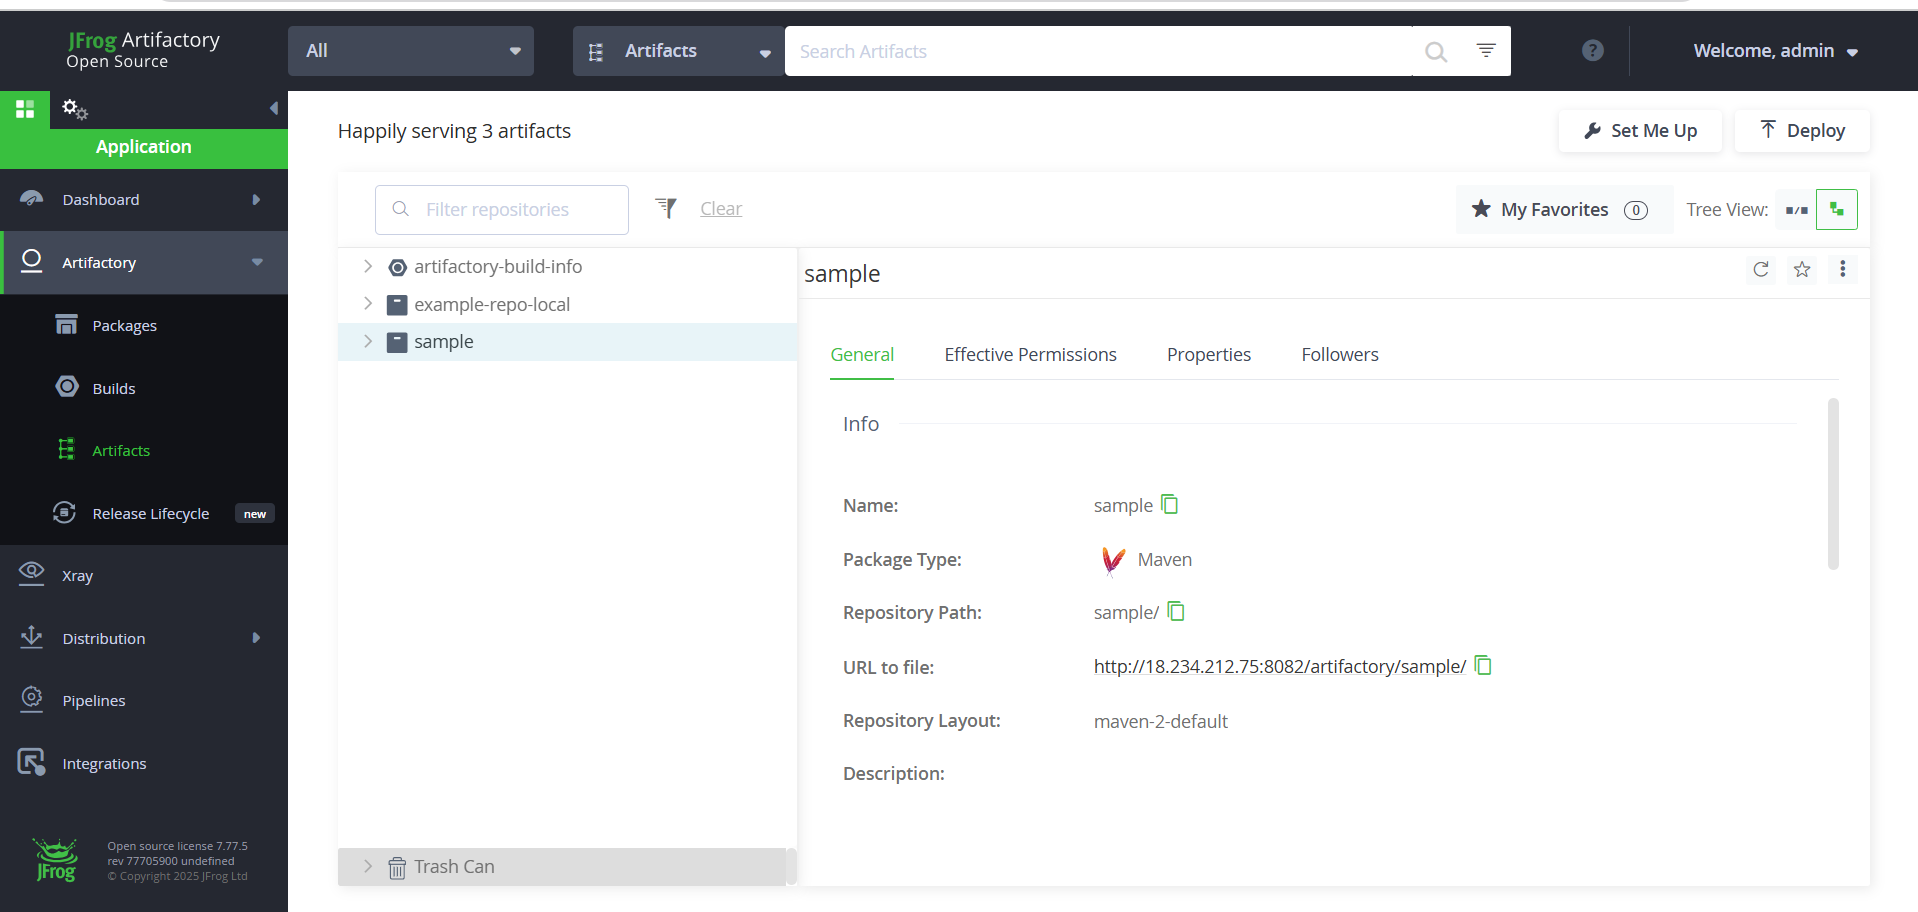 JFrog Artifactory
Open Source
All
Artifacts
Search Artifacts
?
Welcome, admin
Application
Dashboard
Artifactory
Packages
Builds
Artifacts
Release Lifecycle new
Xray
Distribution
Pipelines
Integrations
JFrog
Open source license 7.77.5
rev 77705900 undefined
© Copyright 2025 JFrog Ltd
Happily serving 3 artifacts
Set Me Up
Deploy
Filter repositories
Clear
My Favorites (0)
Tree View:
artifactory-build-info
example-repo-local
sample
Trash Can
sample
General Effective Permissions Properties Followers
Info
Name: sample
Package Type: Maven
Repository Path: sample/
URL to file: http://18.234.212.75:8082/artifactory/sample/
Repository Layout: maven-2-default
Description: